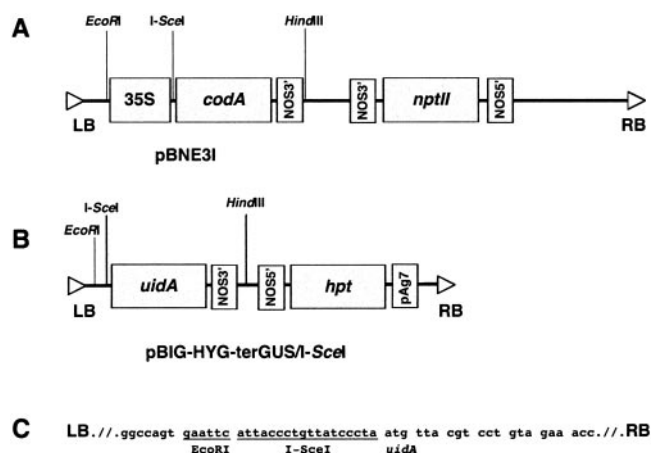 A
EcoRI I-SceI HindIII
35S codA NOS3' NOS3' nptII NOS5'
LB RB
pBNE3I
B
I-SceI HindIII
EcoRI
uidA NOS3' NOS5' hpt pAg7
LB RB
pBIG-HYG-terGUS/I-SceI
C LB.//.ggccagt gaattc attaccctgttatcccta atg tta cgt cct gta gaa acc.//.RB
EcoRI I-SceI uidA